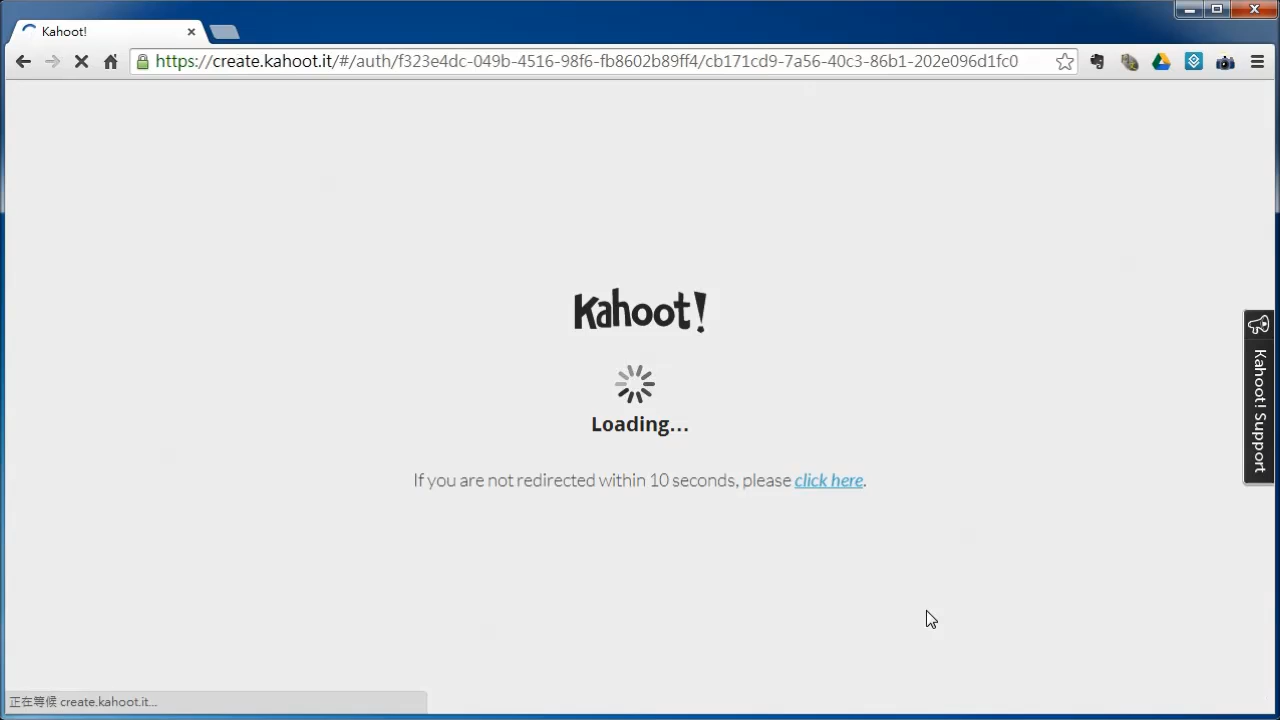 Kahoot!
https://create.kahoot.it/#/auth/f323e4dc-049b-4516-98f6-fb8602b89ff4/cb171cd9-7a56-40c3-86b1-202e096d1fc0
Kahoot!
Loading...
If you are not redirected within 10 seconds, please click here.
Kahoot! Support
正在等候 create.kahoot.it...